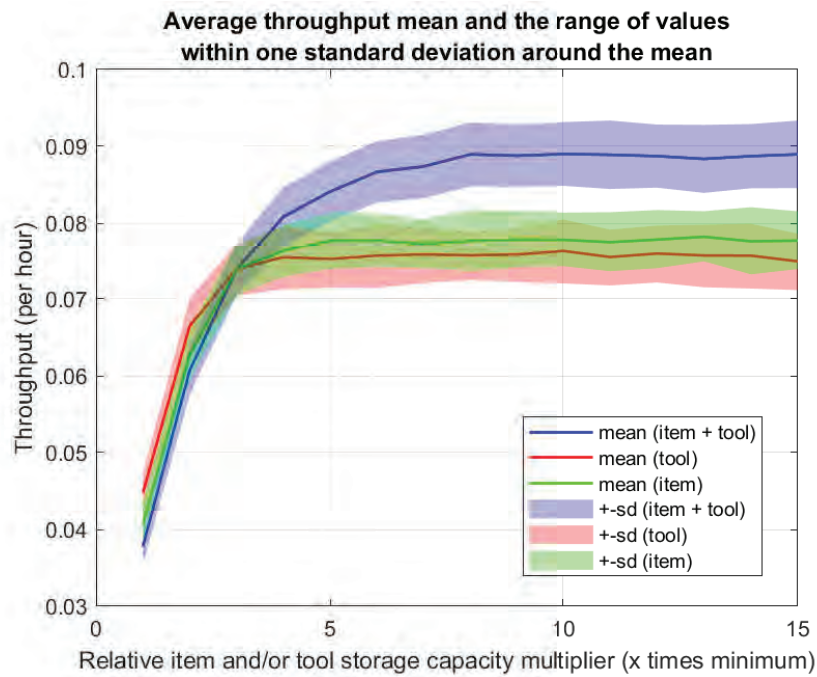 Average throughput mean and the range of values
within one standard deviation around the mean
Throughput (per hour)
0.1
0.09
0.08
0.07
0.06
0.05
0.04
0.03
mean (item + tool)
mean (tool)
mean (item)
+-sd (item + tool)
+-sd (tool)
+-sd (item)
0
5
10
15
Relative item and/or tool storage capacity multiplier (x times minimum)